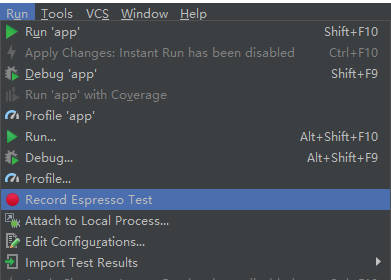 Run Tools VCS Window Help
Run 'app' Shift+F10
Apply Changes: Instant Run has been disabled Ctrl+F10
Debug 'app' Shift+F9
Run 'app' with Coverage
Profile 'app'
Run... Alt+Shift+F10
Debug... Alt+Shift+F9
Profile...
Record Espresso Test
Attach to Local Process...
Edit Configurations...
Import Test Results